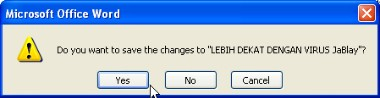 Microsoft Office Word
Do you want to save the changes to "LEBIH DEKAT DENGAN VIRUS JaBlay"?
Yes
No
Cancel